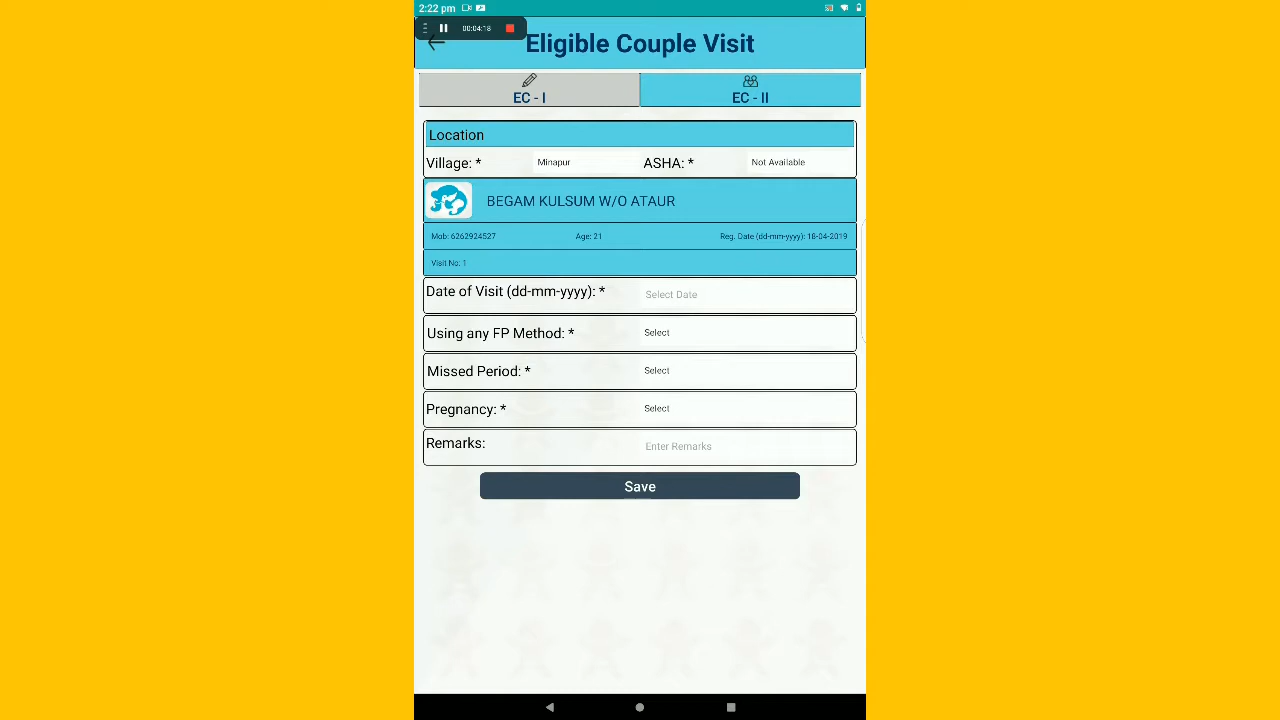 2:22 pm
00:04:18
Eligible Couple Visit
EC - I
EC - II
Location
Village: * Minapur ASHA: * Not Available
BEGAM KULSUM W/O ATAUR
Mob: 6262924527 Age: 21 Reg. Date (dd-mm-yyyy): 18-04-2019
Visit No: 1
Date of Visit (dd-mm-yyyy): * Select Date
Using any FP Method: * Select
Missed Period: * Select
Pregnancy: * Select
Remarks: Enter Remarks
Save